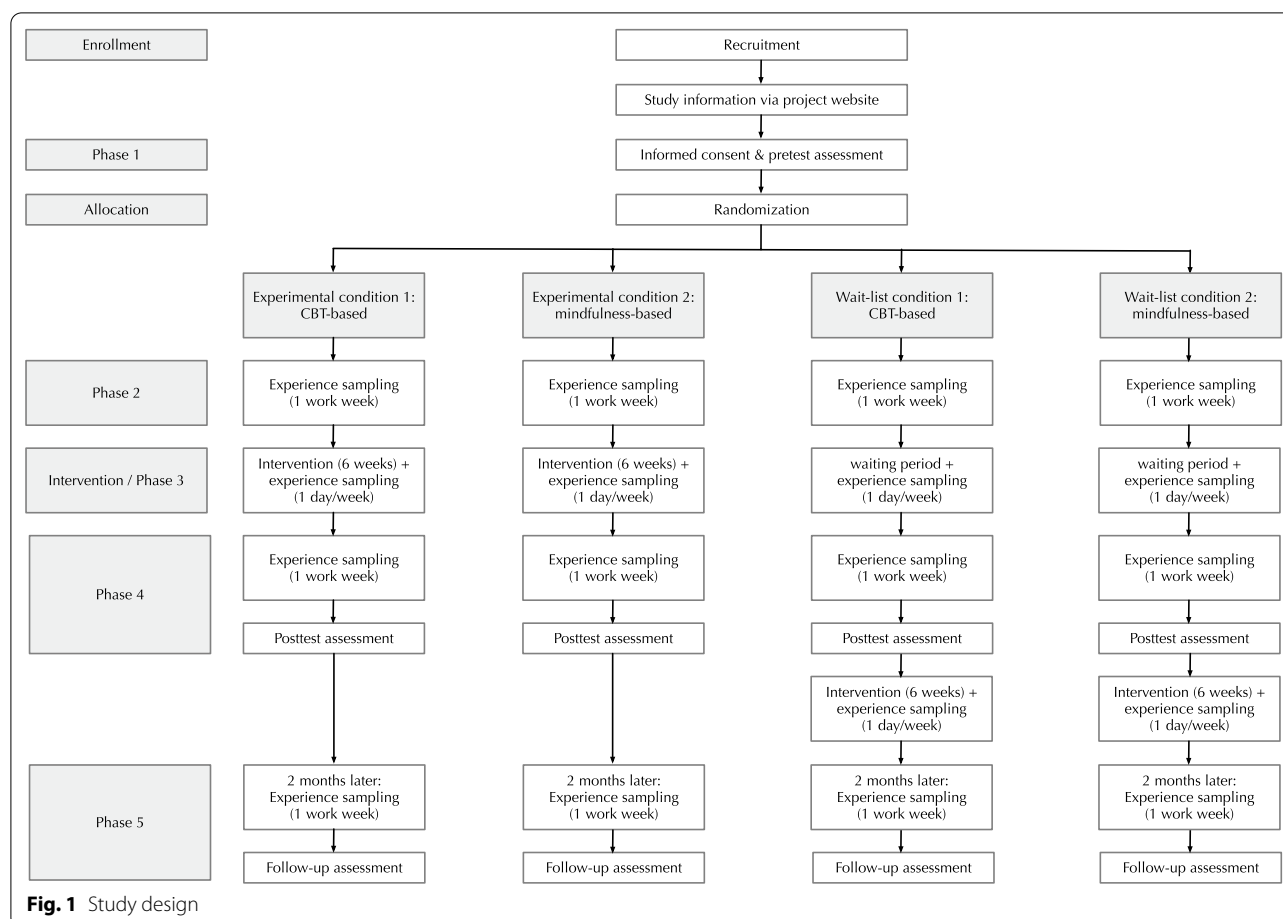 Enrollment
Recruitment
Study information via project website
Phase 1
Informed consent & pretest assessment
Allocation
Randomization
Experimental condition 1:
CBT-based
Experimental condition 2:
mindfulness-based
Wait-list condition 1:
CBT-based
Wait-list condition 2:
mindfulness-based
Phase 2
Experience sampling
(1 work week)
Experience sampling
(1 work week)
Experience sampling
(1 work week)
Experience sampling
(1 work week)
Intervention / Phase 3
Intervention (6 weeks) +
experience sampling
(1 day/week)
Intervention (6 weeks) +
experience sampling
(1 day/week)
waiting period +
experience sampling
(1 day/week)
waiting period +
experience sampling
(1 day/week)
Phase 4
Experience sampling
(1 work week)
Experience sampling
(1 work week)
Experience sampling
(1 work week)
Experience sampling
(1 work week)
Posttest assessment
Posttest assessment
Posttest assessment
Posttest assessment
Intervention (6 weeks) +
experience sampling
(1 day/week)
Intervention (6 weeks) +
experience sampling
(1 day/week)
Phase 5
2 months later:
Experience sampling
(1 work week)
2 months later:
Experience sampling
(1 work week)
2 months later:
Experience sampling
(1 work week)
2 months later:
Experience sampling
(1 work week)
Follow-up assessment
Follow-up assessment
Follow-up assessment
Follow-up assessment
Fig. 1 Study design